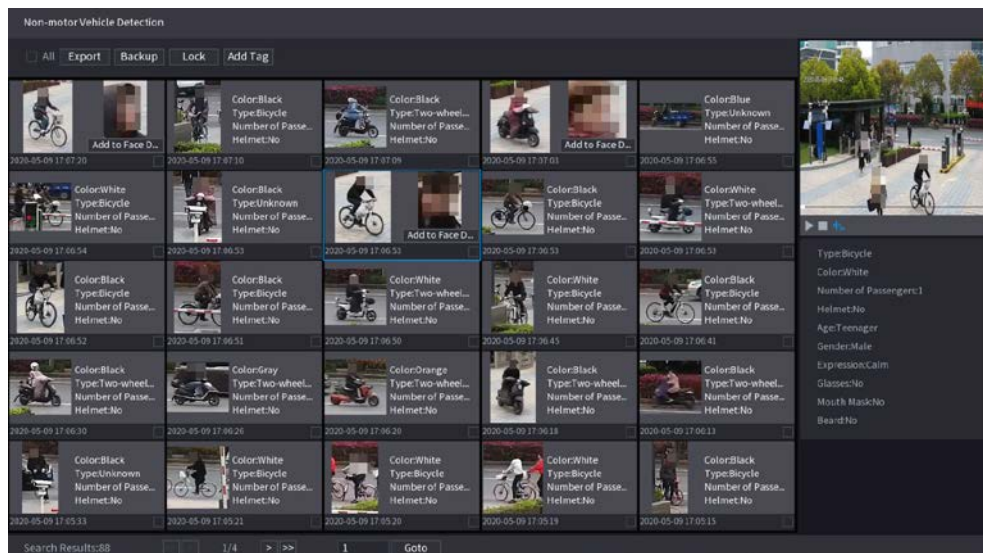 Non-motor Vehicle Detection
All Export Backup Lock Add Tag
Add to Face D...
2020-05-09 17:07:20
Color:Black
Type:Bicycle
Number of Passe...
Helmet:No
2020-05-09 17:07:10
Color:Black
Type:Two-wheel...
Number of Passe...
Helmet:No
2020-05-09 17:07:09
Add to Face D...
2020-05-09 17:07:03
Color:Blue
Type:Unknown
Number of Passe...
Helmet:No
2020-05-09 17:06:55
Color:White
Type:Bicycle
Number of Passe...
Helmet:No
2020-05-09 17:06:54
Color:Black
Type:Unknown
Number of Passe...
Helmet:No
2020-05-09 17:06:53
Add to Face D...
2020-05-09 17:06:53
Color:Black
Type:Bicycle
Number of Passe...
Helmet:No
2020-05-09 17:06:53
Color:White
Type:Two-wheel...
Number of Passe...
Helmet:No
2020-05-09 17:06:53
Color:Black
Type:Bicycle
Number of Passe...
Helmet:No
2020-05-09 17:06:52
Color:Black
Type:Bicycle
Number of Passe...
Helmet:No
2020-05-09 17:06:51
Color:White
Type:Two-wheel...
Number of Passe...
Helmet:No
2020-05-09 17:06:50
Color:White
Type:Bicycle
Number of Passe...
Helmet:No
2020-05-09 17:06:45
Color:Black
Type:Bicycle
Number of Passe...
Helmet:No
2020-05-09 17:06:41
Color:Black
Type:Two-wheel...
Number of Passe...
Helmet:No
2020-05-09 17:06:30
Color:Gray
Type:Two-wheel...
Number of Passe...
Helmet:No
2020-05-09 17:06:26
Color:Orange
Type:Two-wheel...
Number of Passe...
Helmet:No
2020-05-09 17:06:20
Color:Black
Type:Two-wheel...
Number of Passe...
Helmet:No
2020-05-09 17:06:18
Color:Black
Type:Two-wheel...
Number of Passe...
Helmet:No
2020-05-09 17:06:13
Color:Black
Type:Unknown
Number of Passe...
Helmet:No
2020-05-09 17:05:33
Color:White
Type:Bicycle
Number of Passe...
Helmet:No
2020-05-09 17:05:21
Color:White
Type:Bicycle
Number of Passe...
Helmet:No
2020-05-09 17:05:20
Color:White
Type:Bicycle
Number of Passe...
Helmet:No
2020-05-09 17:05:19
Color:Black
Type:Bicycle
Number of Passe...
Helmet:No
2020-05-09 17:05:15
Type:Bicycle
Color:White
Number of Passengers:1
Helmet:No
Age:Teenager
Gender:Male
Expression:Calm
Glasses:No
Mouth Mask:No
Beard:No
Search Results:88 1/4 > >> 1 Goto